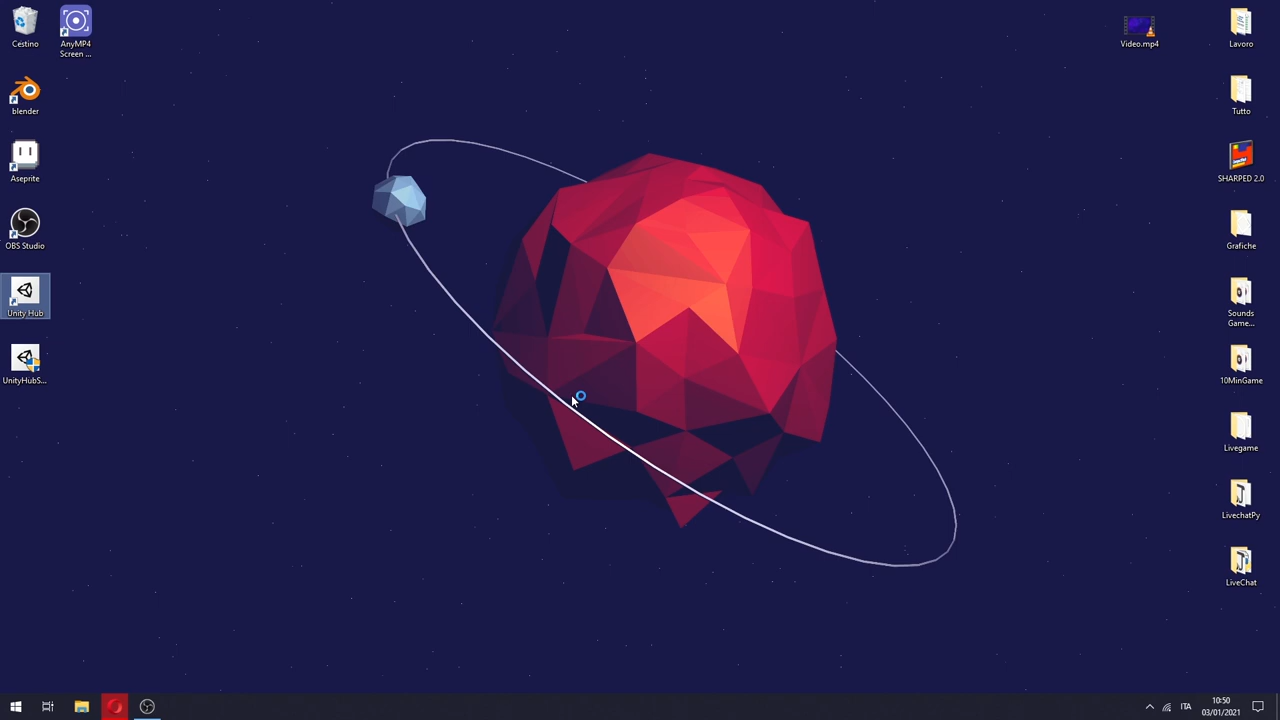 Cestino
AnyMP4
Screen ...
blender
Aseprite
OBS Studio
Unity Hub
UnityHubS...
Video.mp4
Lavoro
Tutto
SHARPED 2.0
Grafiche
Sounds
Game...
10MinGame
Livegame
LivechatPy
LiveChat
ITA
10:50
03/01/2021